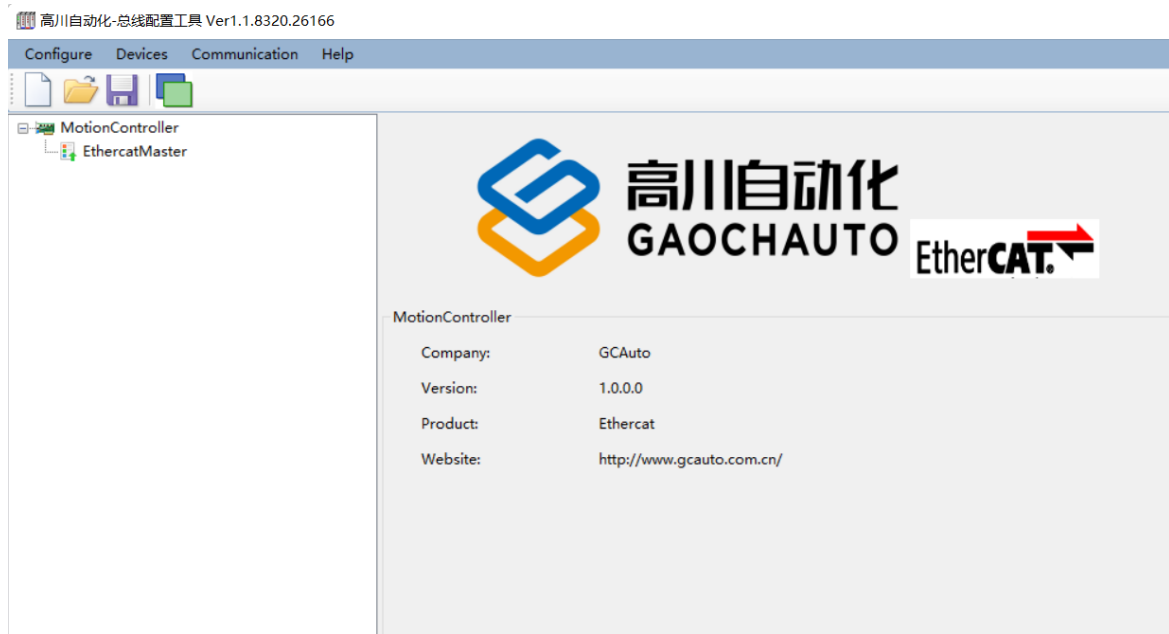 高川自动化-总线配置工具 Ver1.1.8320.26166
Configure Devices Communication Help
MotionController
EthercatMaster
高川自动化
GAOCHAUTO
EtherCAT®
MotionController
Company: GCAuto
Version: 1.0.0.0
Product: Ethercat
Website: http://www.gcauto.com.cn/